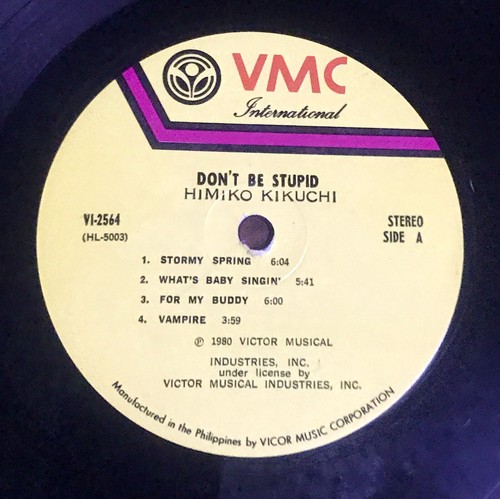 VMC
International
DON'T BE STUPID
HIMIKO KIKUCHI
VI-2564
(HL-5003)
STEREO
SIDE A
1. STORMY SPRING 6:04
2. WHAT'S BABY SINGIN' 5:41
3. FOR MY BUDDY 6:00
4. VAMPIRE 3:59
℗ 1980 VICTOR MUSICAL
INDUSTRIES, INC.
under license by
VICTOR MUSICAL INDUSTRIES, INC.
Manufactured in the Philippines by VICOR MUSIC CORPORATION